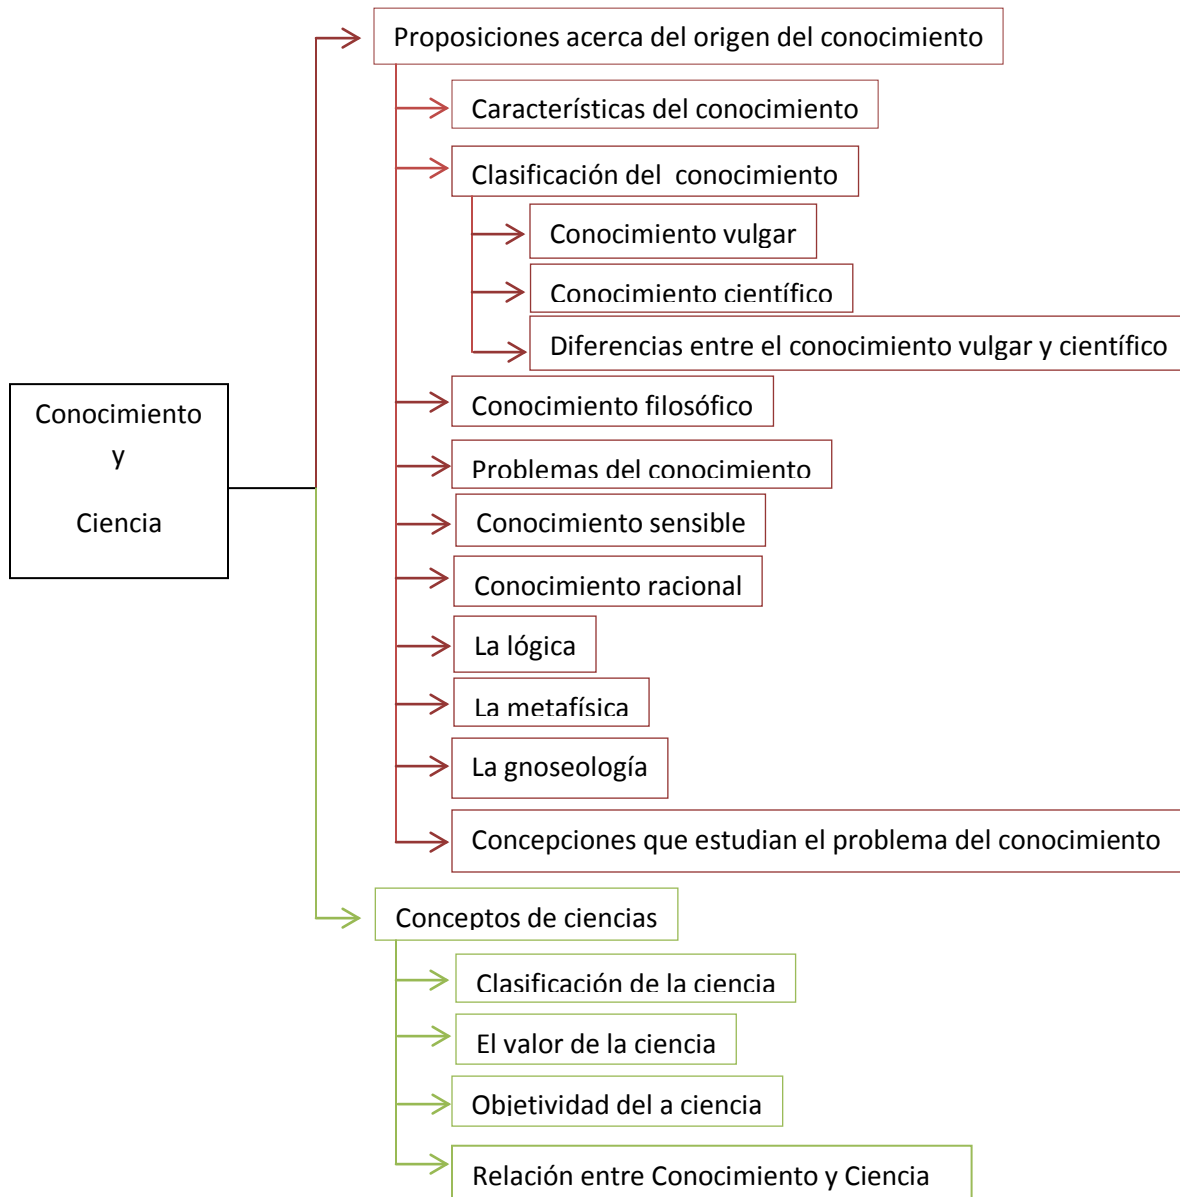 Proposiciones acerca del origen del conocimiento
Características del conocimiento
Clasificación del conocimiento
Conocimiento vulgar
Conocimiento científico
Diferencias entre el conocimiento vulgar y científico
Conocimiento
y
Ciencia
Conocimiento filosófico
Problemas del conocimiento
Conocimiento sensible
Conocimiento racional
La lógica
La metafísica
La gnoseología
Concepciones que estudian el problema del conocimiento
Conceptos de ciencias
Clasificación de la ciencia
El valor de la ciencia
Objetividad del a ciencia
Relación entre Conocimiento y Ciencia